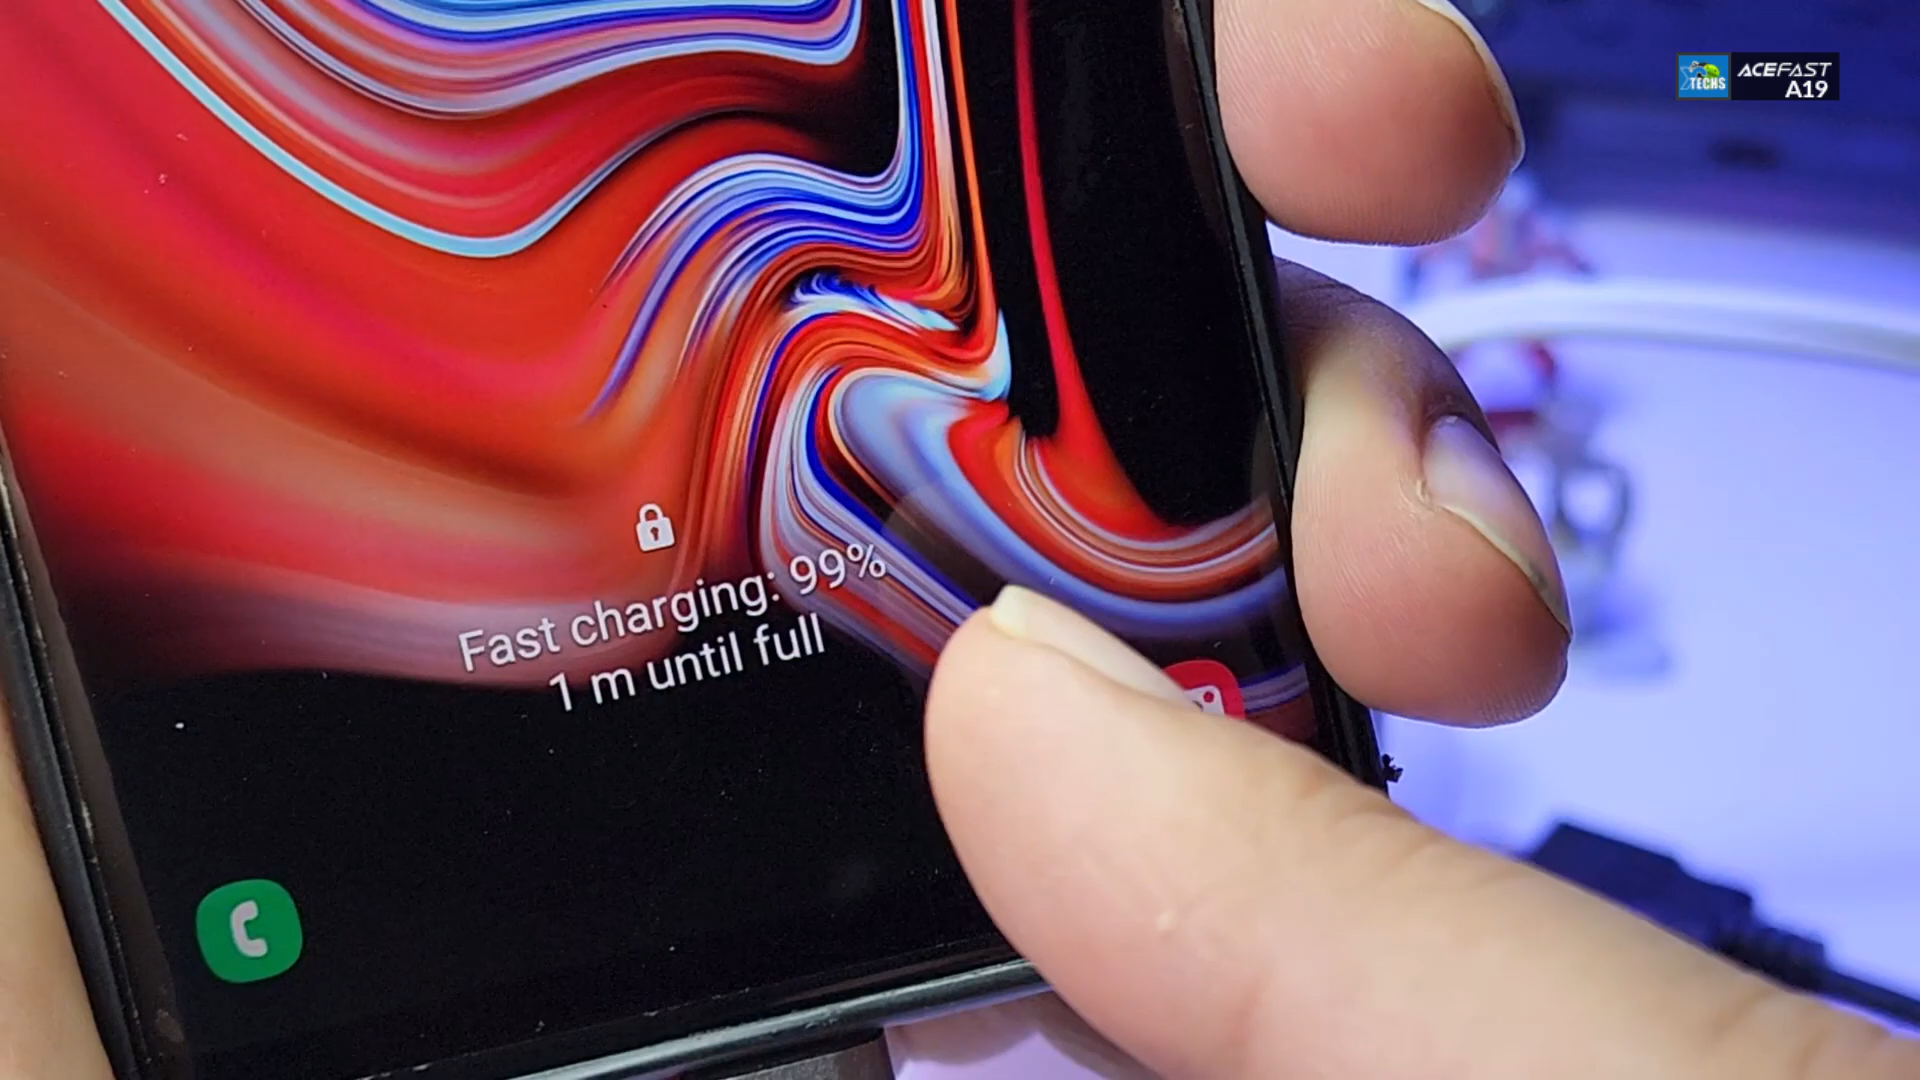 TECHS
ACEFAST
A19
Fast charging: 99%
1 m until full